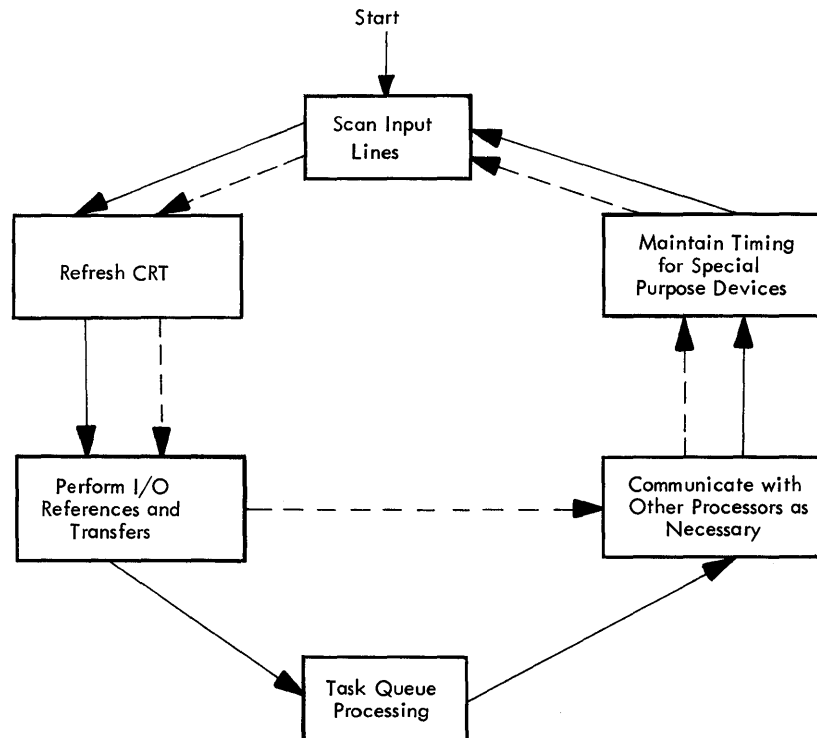 Start
Scan Input
Lines
Refresh CRT
Maintain Timing
for Special
Purpose Devices
Perform I/O
References and
Transfers
Communicate with
Other Processors as
Necessary
Task Queue
Processing